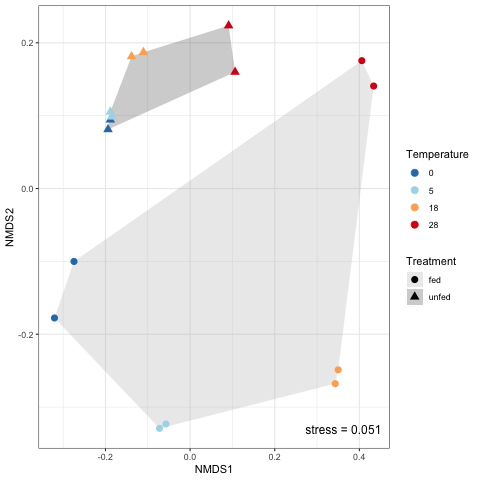 0.2
0.0
-0.2
NMDS2
-0.2
0.0
0.2
0.4
NMDS1
stress = 0.051
Temperature
0
5
18
28
Treatment
fed
unfed